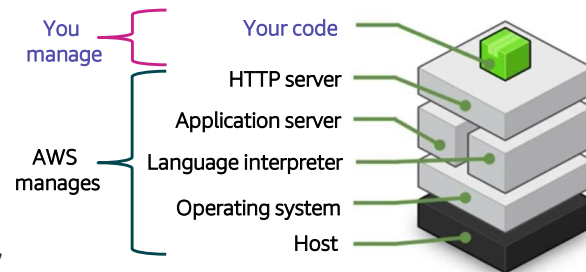 You
manage
Your code
HTTP server
Application server
AWS
manages
Language interpreter
Operating system
Host